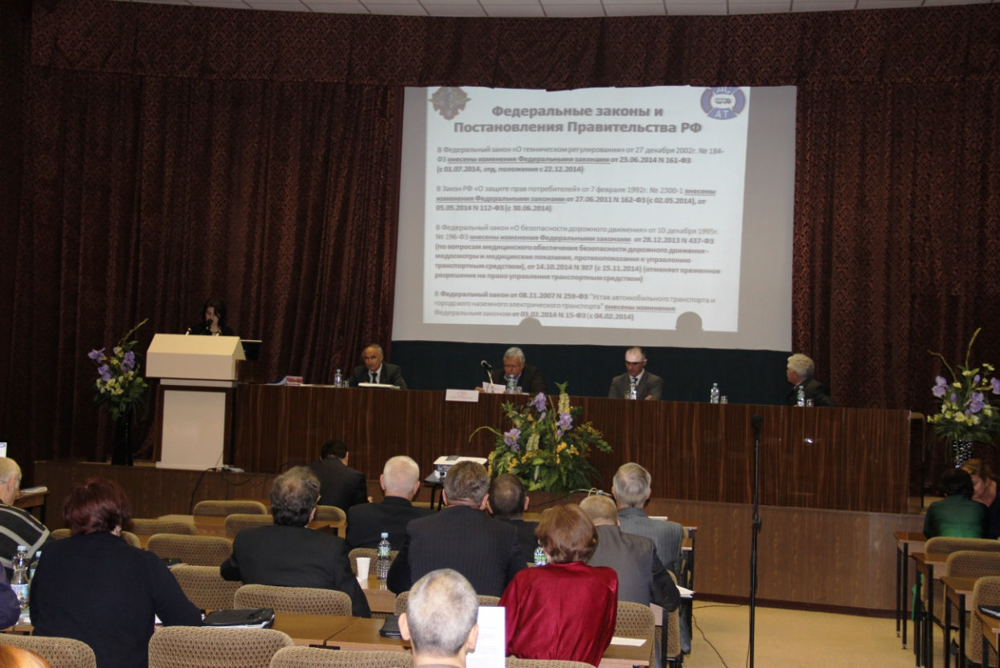 АТ
Федеральные законы и
Постановления Правительства РФ
В Федеральный закон «О техническом регулировании» от 27 декабря 2002г. № 184-
ФЗ внесены изменения Федеральными законами от 23.06.2014 N 161-ФЗ
(с 01.07.2014, отд. положения с 22.12.2014)
В Закон РФ «О защите прав потребителей» от 7 февраля 1992г. № 2300-1 внесены
изменения Федеральными законами от 27.06.2011 N 162-ФЗ (с 02.05.2014), от
05.05.2014 N 112-ФЗ (с 30.06.2014)
В Федеральный закон «О безопасности дорожного движения» от 10 декабря 1995г.
№ 196-ФЗ внесены изменения Федеральными законами от 28.12.2013 N 437-ФЗ
(по вопросам медицинского обеспечения безопасности дорожного движения -
медосмотры и медицинские показания, противопоказания к управлению
транспортным средством), от 14.10.2014 N 307 (с 15.11.2014) (отменяет временное
разрешение на право управления транспортным средством)
В Федеральный закон от 08.11.2007 N 259-ФЗ "Устав автомобильного транспорта и
городского наземного электрического транспорта" внесены изменения
Федеральным законом от 03.02.2014 N 15-ФЗ (с 04.02.2014)